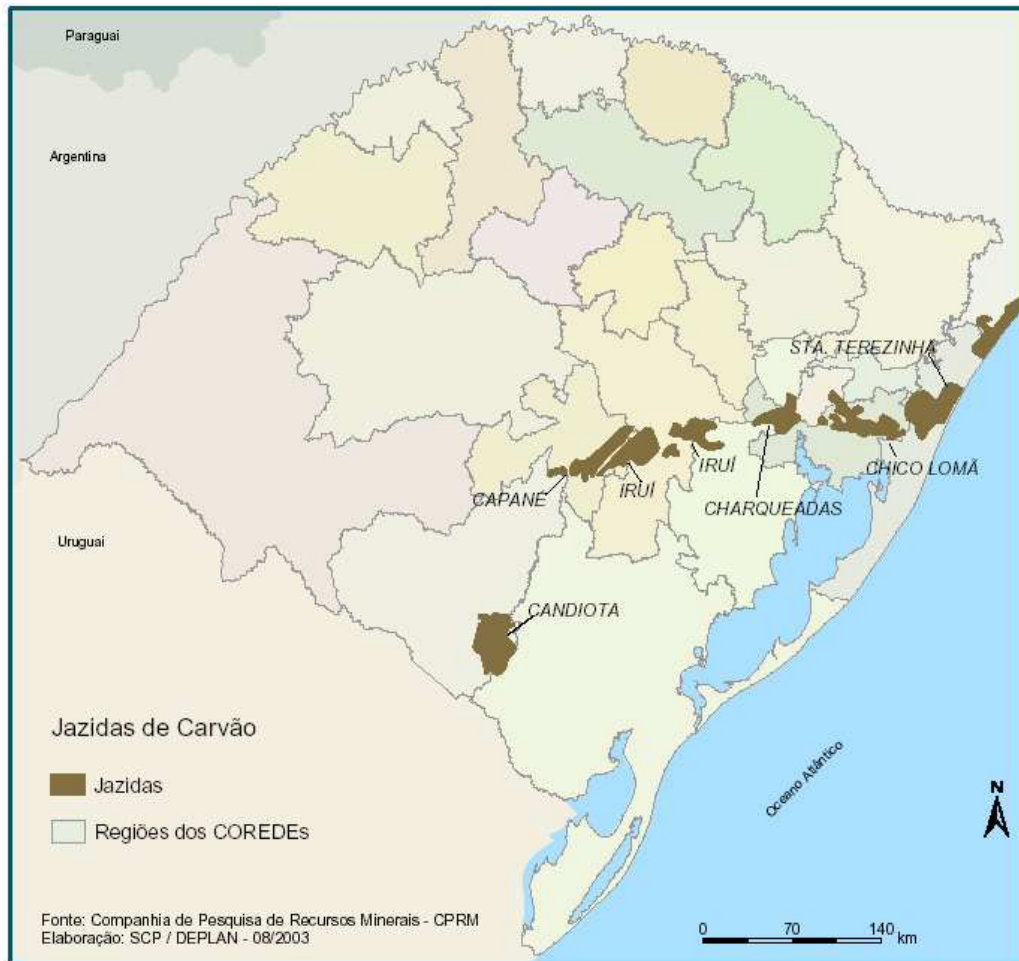 Paraguai
Argentina
STA. TEREZINHA
CAPANÉ
IRUÍ
IRUÍ
CHARQUEADAS
CHICO LOMÃ
Uruguai
CANDIOTA
Jazidas de Carvão
Jazidas
Regiões dos COREDEs
Oceano Atlântico
N
Fonte: Companhia de Pesquisa de Recursos Minerais - CPRM
Elaboração: SCP / DEPLAN - 08/2003
0 70 140
km